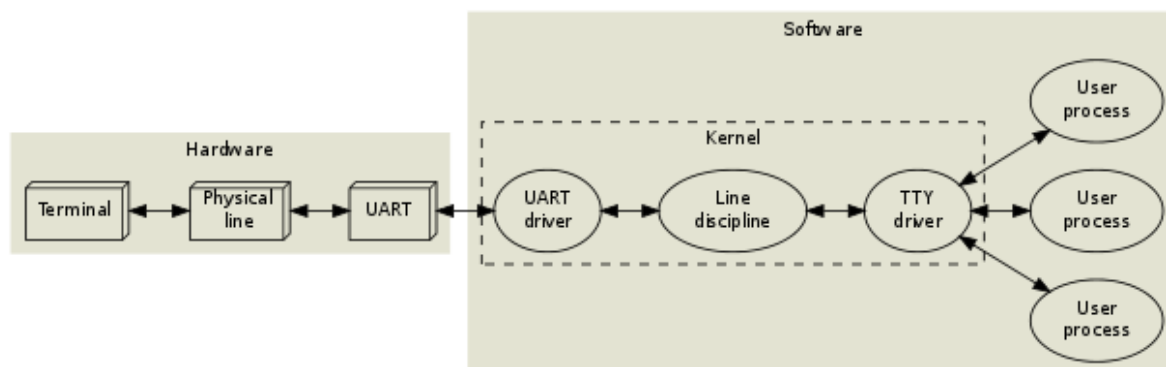 Software
User
process
Kernel
Hardware
Terminal
Physical
line
UART
UART
driver
Line
discipline
TTY
driver
User
process
User
process